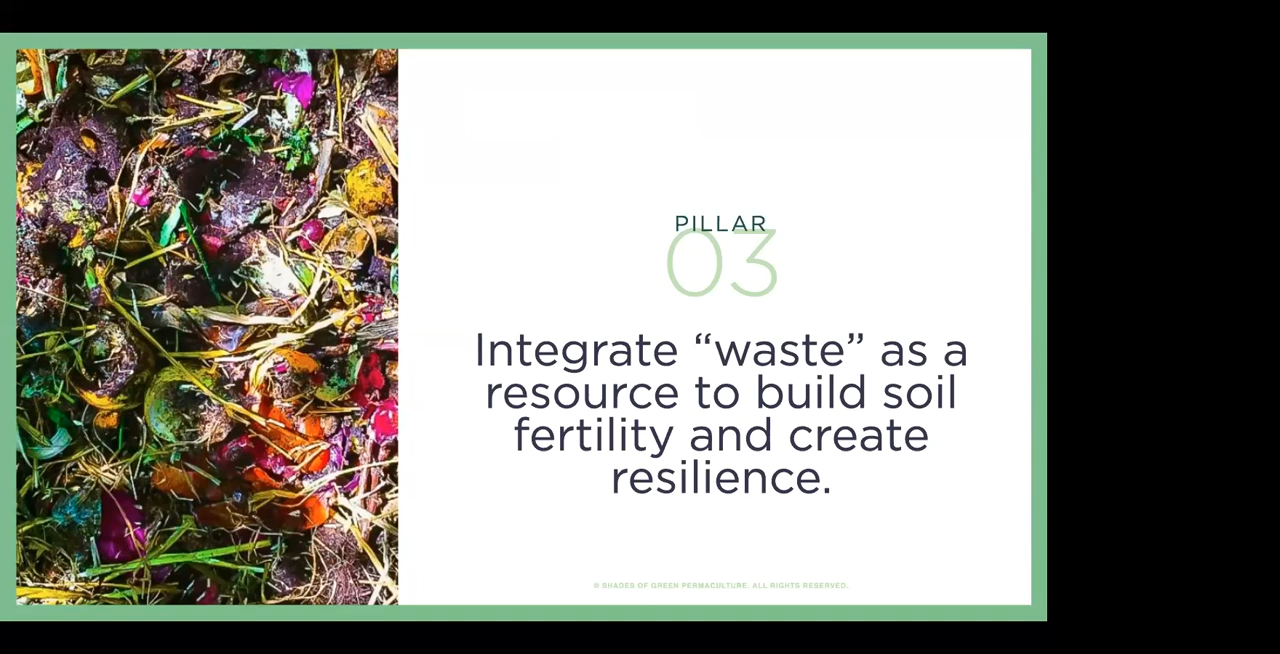 PILLAR
03
Integrate “waste” as a
resource to build soil
fertility and create
resilience.
© SHADES OF GREEN PERMACULTURE. ALL RIGHTS RESERVED.